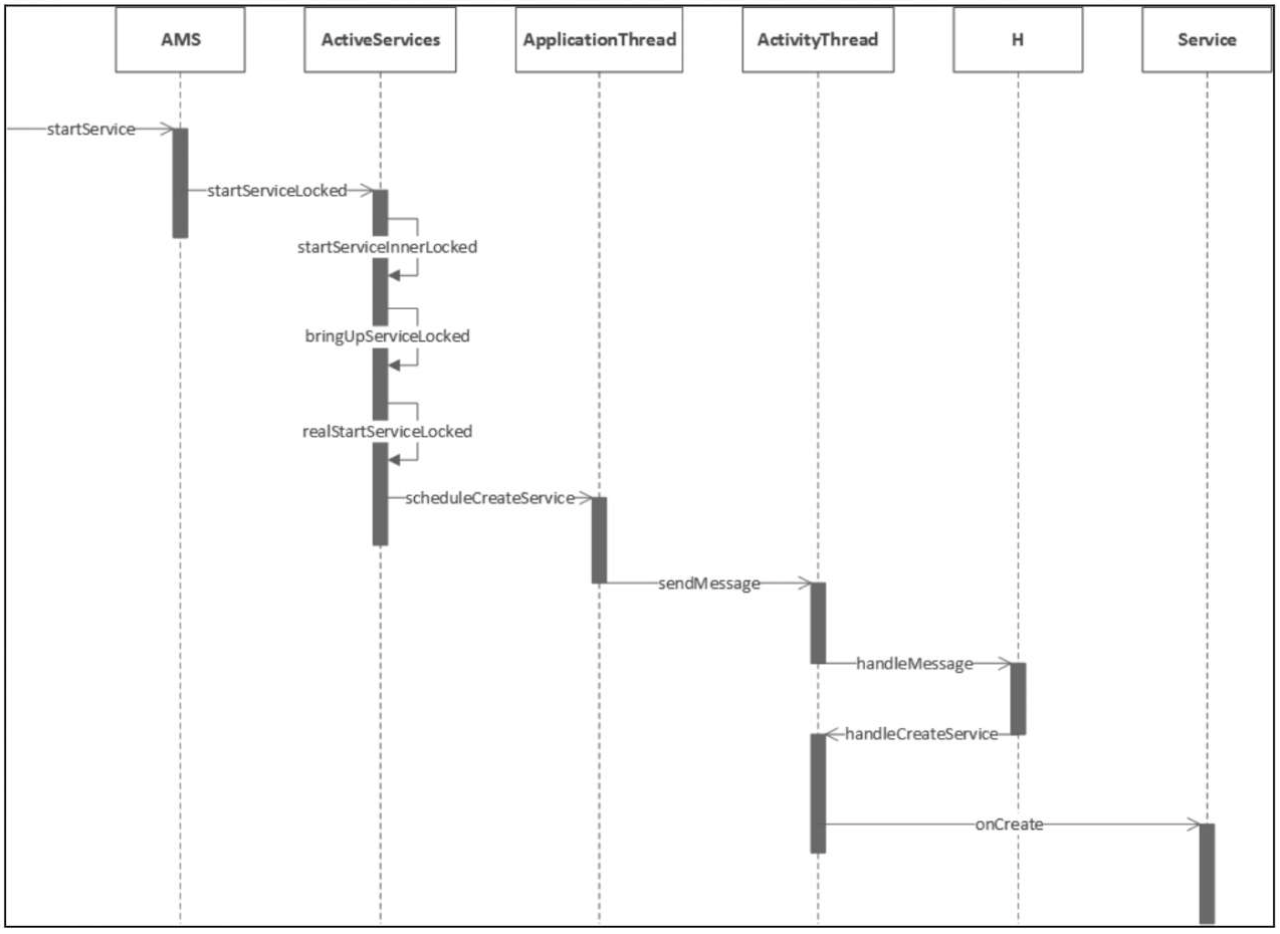 AMS
ActiveServices
ApplicationThread
ActivityThread
H
Service
startService
startServiceLocked
startServiceInnerLocked
bringUpServiceLocked
realStartServiceLocked
scheduleCreateService
sendMessage
handleMessage
handleCreateService
onCreate